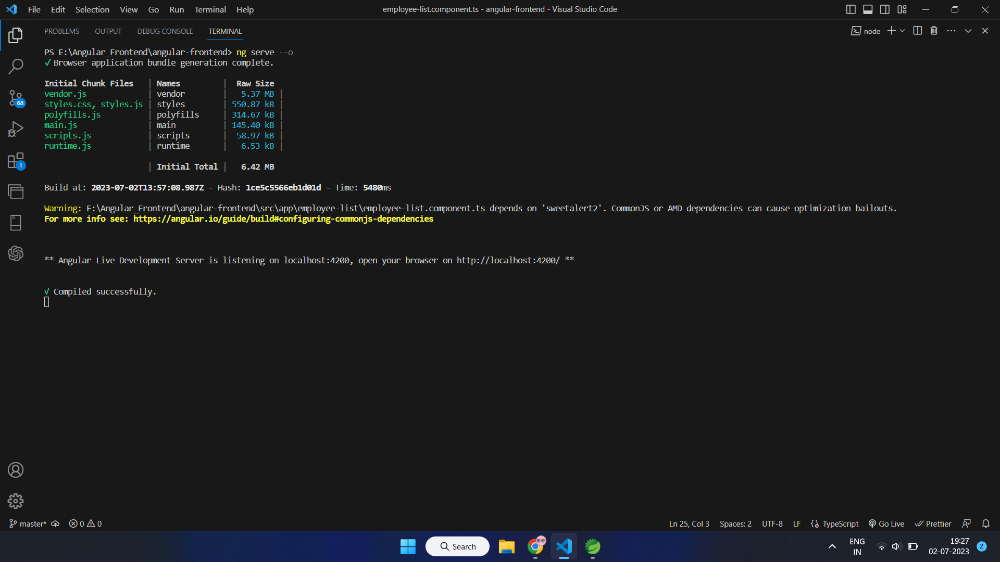 File Edit Selection View Go Run Terminal Help
employee-list.component.ts - angular-frontend - Visual Studio Code
PROBLEMS OUTPUT DEBUG CONSOLE TERMINAL
node
PS E:\Angular_Frontend\angular-frontend> ng serve --o
✓ Browser application bundle generation complete.
Initial Chunk Files | Names | Raw Size
vendor.js | vendor | 5.37 MB |
styles.css, styles.js | styles | 550.87 kB |
polyfills.js | polyfills | 314.67 kB |
main.js | main | 145.40 kB |
scripts.js | scripts | 58.97 kB |
runtime.js | runtime | 6.53 kB |
| Initial Total | 6.42 MB
Build at: 2023-07-02T13:57:08.987Z - Hash: 1ce5c5566eb1d01d - Time: 5480ms
Warning: E:\Angular_Frontend\angular-frontend\src\app\employee-list\employee-list.component.ts depends on 'sweetalert2'. CommonJS or AMD dependencies can cause optimization bailouts.
For more info see: https://angular.io/guide/build#configuring-commonjs-dependencies
** Angular Live Development Server is listening on localhost:4200, open your browser on http://localhost:4200/ **
√ Compiled successfully.
68
1
master* 0 0
Ln 25, Col 3 Spaces: 2 UTF-8 LF TypeScript Go Live Prettier
Search
ENG
IN
19:27
02-07-2023
2